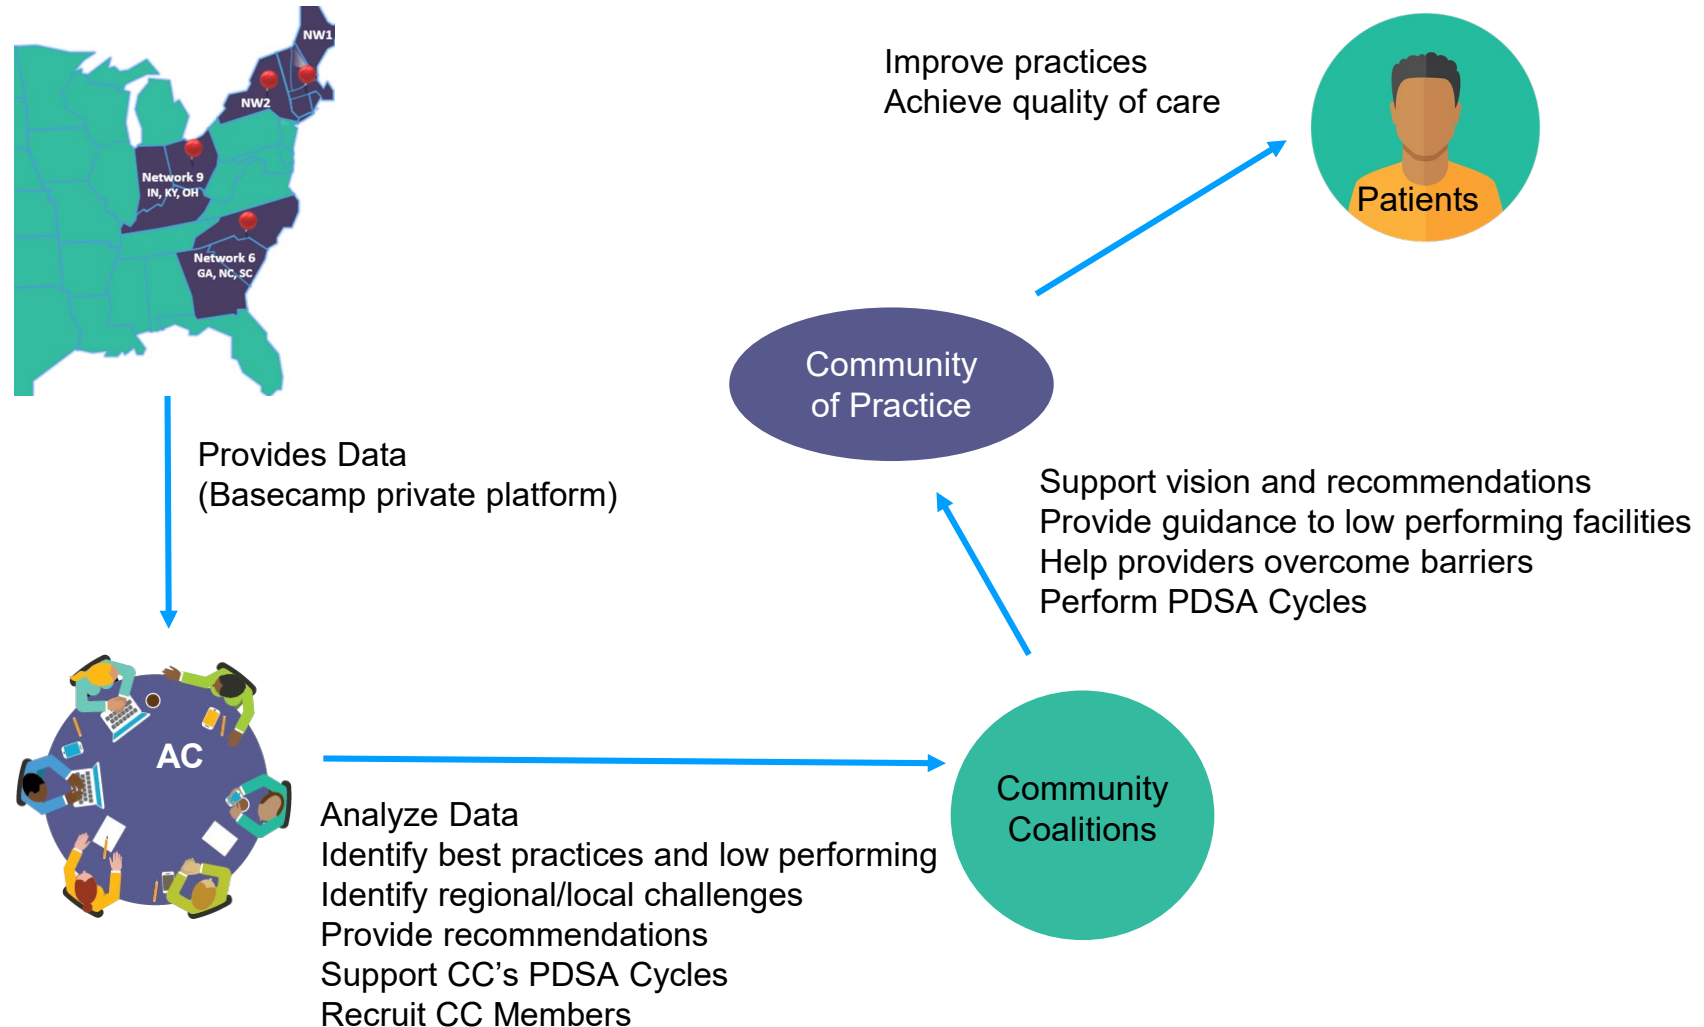 NW1
NW2
Network 9
IN, KY, OH
Network 6
GA, NC, SC
Provides Data
(Basecamp private platform)
AC
Analyze Data
Identify best practices and low performing
Identify regional/local challenges
Provide recommendations
Support CC’s PDSA Cycles
Recruit CC Members
Community
Coalitions
Support vision and recommendations
Provide guidance to low performing facilities
Help providers overcome barriers
Perform PDSA Cycles
Community
of Practice
Improve practices
Achieve quality of care
Patients